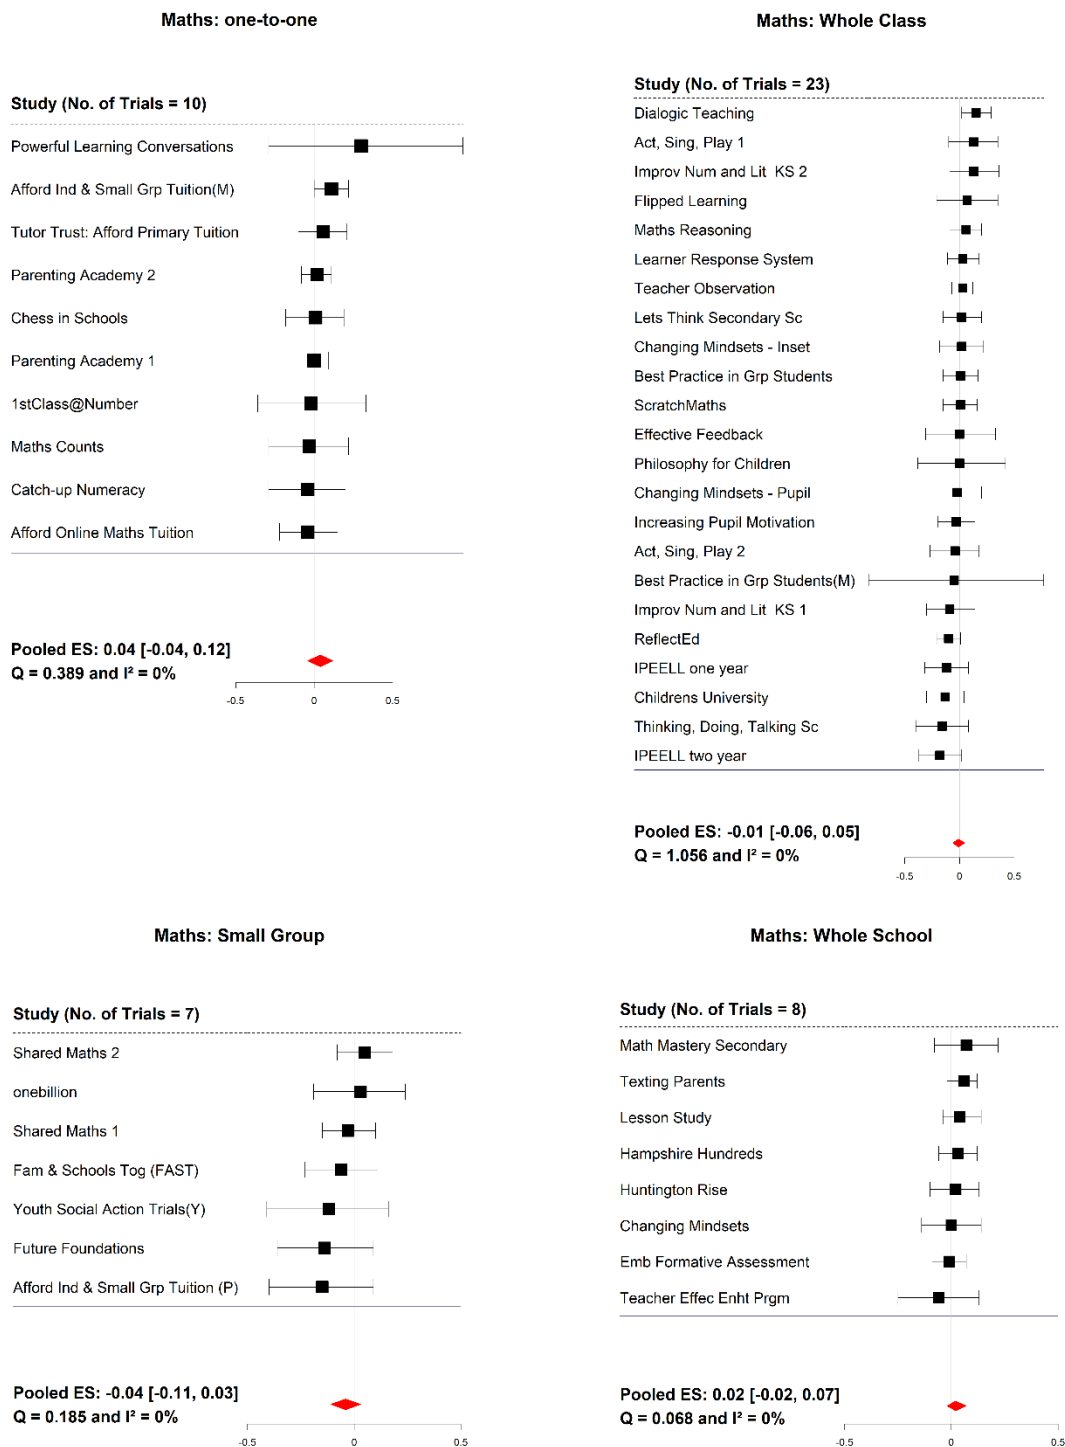 Maths: one-to-one
Study (No. of Trials = 10)
Powerful Learning Conversations
Afford Ind & Small Grp Tuition(M)
Tutor Trust: Afford Primary Tuition
Parenting Academy 2
Chess in Schools
Parenting Academy 1
1stClass@Number
Maths Counts
Catch-up Numeracy
Afford Online Maths Tuition
Pooled ES: 0.04 [-0.04, 0.12]
Q = 0.389 and I² = 0%
-0.5 0 0.5
Maths: Whole Class
Study (No. of Trials = 23)
Dialogic Teaching
Act, Sing, Play 1
Improv Num and Lit KS 2
Flipped Learning
Maths Reasoning
Learner Response System
Teacher Observation
Lets Think Secondary Sc
Changing Mindsets - Inset
Best Practice in Grp Students
ScratchMaths
Effective Feedback
Philosophy for Children
Changing Mindsets - Pupil
Increasing Pupil Motivation
Act, Sing, Play 2
Best Practice in Grp Students(M)
Improv Num and Lit KS 1
ReflectEd
IPEELL one year
Childrens University
Thinking, Doing, Talking Sc
IPEELL two year
Pooled ES: -0.01 [-0.06, 0.05]
Q = 1.056 and I² = 0%
-0.5 0 0.5
Maths: Small Group
Study (No. of Trials = 7)
Shared Maths 2
onebillion
Shared Maths 1
Fam & Schools Tog (FAST)
Youth Social Action Trials(Y)
Future Foundations
Afford Ind & Small Grp Tuition (P)
Pooled ES: -0.04 [-0.11, 0.03]
Q = 0.185 and I² = 0%
-0.5 0 0.5
Maths: Whole School
Study (No. of Trials = 8)
Math Mastery Secondary
Texting Parents
Lesson Study
Hampshire Hundreds
Huntington Rise
Changing Mindsets
Emb Formative Assessment
Teacher Effec Enht Prgm
Pooled ES: 0.02 [-0.02, 0.07]
Q = 0.068 and I² = 0%
-0.5 0 0.5